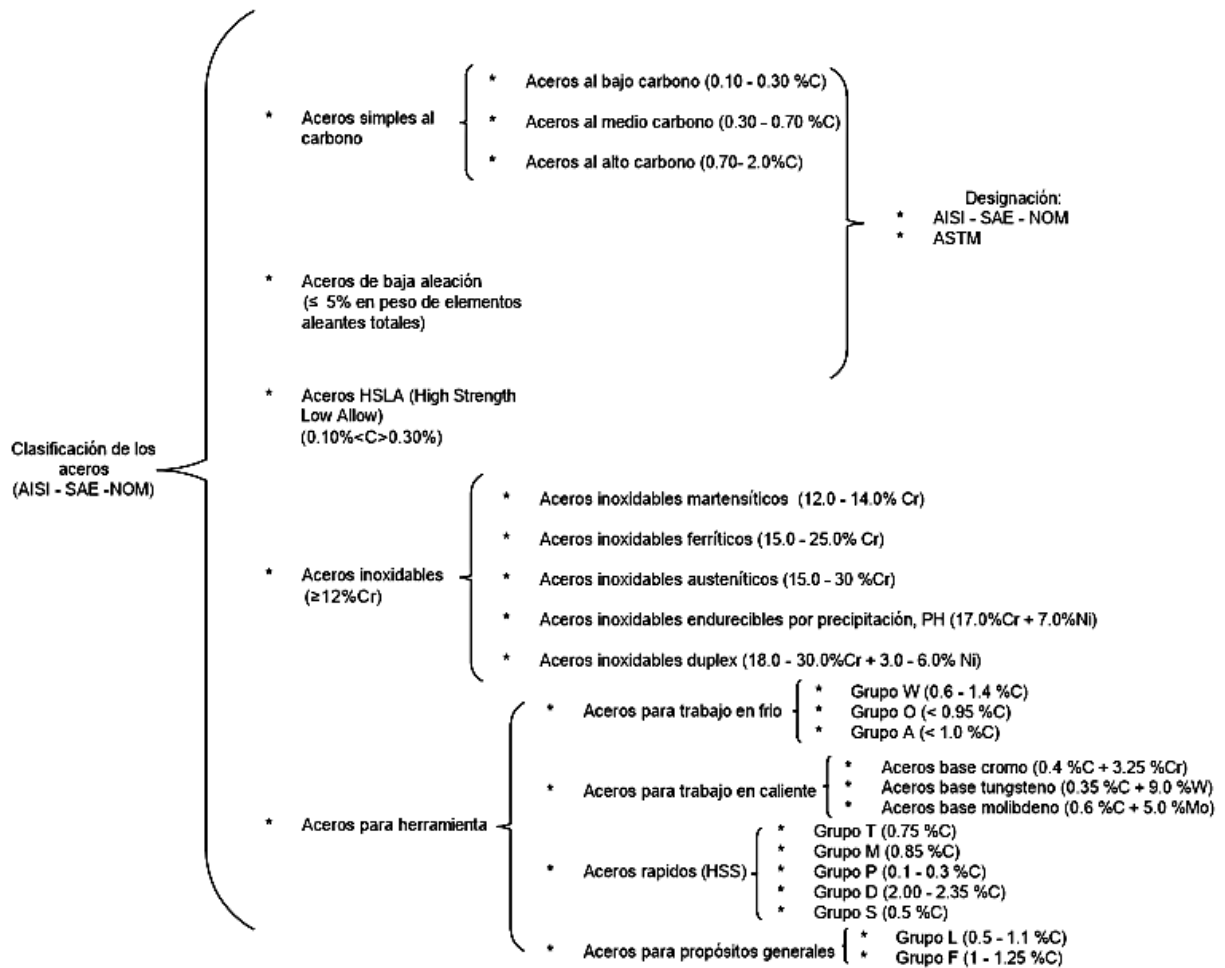 Clasificación de los
aceros
(AISI - SAE -NOM)
* Aceros simples al
carbono
* Aceros al bajo carbono (0.10 - 0.30 %C)
* Aceros al medio carbono (0.30 - 0.70 %C)
* Aceros al alto carbono (0.70- 2.0%C)
* Aceros de baja aleación
(≤ 5% en peso de elementos
aleantes totales)
Designación:
* AISI - SAE - NOM
* ASTM
* Aceros HSLA (High Strength
Low Allow)
(0.10%<C>0.30%)
* Aceros inoxidables
(≥12%Cr)
* Aceros inoxidables martensíticos (12.0 - 14.0% Cr)
* Aceros inoxidables ferríticos (15.0 - 25.0% Cr)
* Aceros inoxidables austeníticos (15.0 - 30 %Cr)
* Aceros inoxidables endurecibles por precipitación, PH (17.0%Cr + 7.0%Ni)
* Aceros inoxidables duplex (18.0 - 30.0%Cr + 3.0 - 6.0% Ni)
* Aceros para herramienta
* Aceros para trabajo en frio
* Grupo W (0.6 - 1.4 %C)
* Grupo O (< 0.95 %C)
* Grupo A (< 1.0 %C)
* Aceros para trabajo en caliente
* Aceros base cromo (0.4 %C + 3.25 %Cr)
* Aceros base tungsteno (0.35 %C + 9.0 %W)
* Aceros base molibdeno (0.6 %C + 5.0 %Mo)
* Aceros rapidos (HSS)
* Grupo T (0.75 %C)
* Grupo M (0.85 %C)
* Grupo P (0.1 - 0.3 %C)
* Grupo D (2.00 - 2.35 %C)
* Grupo S (0.5 %C)
* Aceros para propósitos generales
* Grupo L (0.5 - 1.1 %C)
* Grupo F (1 - 1.25 %C)